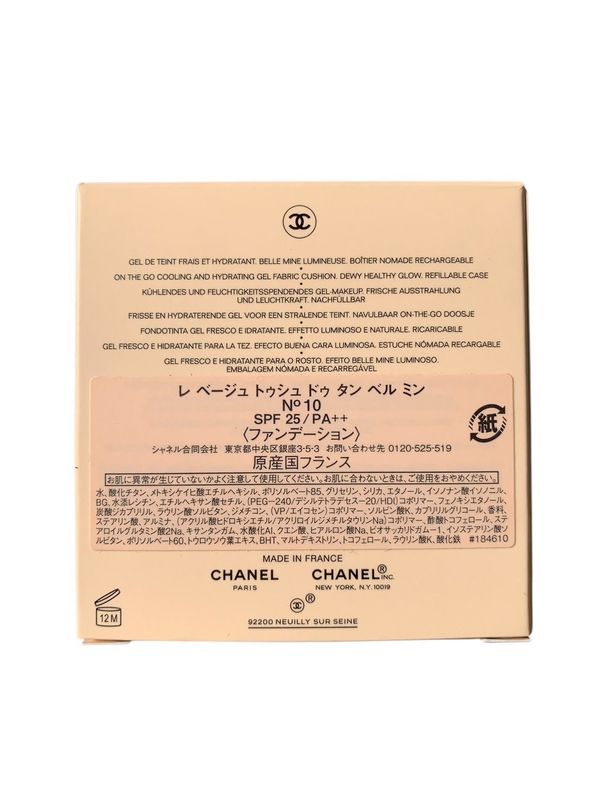 GEL DE TEINT FRAIS ET HYDRATANT. BELLE MINE LUMINEUSE. BOÎTIER NOMADE RECHARGEABLE
ON THE GO COOLING AND HYDRATING GEL FABRIC CUSHION. DEWY HEALTHY GLOW. REFILLABLE CASE
KÜHLENDES UND FEUCHTIGKEITSSPENDENDES GEL-MAKEUP. FRISCHE AUSSTRAHLUNG
UND LEUCHTKRAFT. NACHFÜLLBAR
FRISSE EN HYDRATERENDE GEL VOOR EEN STRALENDE TEINT. NAVULBAAR ON-THE-GO DOOSJE
FONDOTINTA GEL FRESCO E IDRATANTE. EFFETTO LUMINOSO E NATURALE. RICARICABILE
GEL FRESCO E HIDRATANTE PARA LA TEZ. EFECTO BUENA CARA LUMINOSA. ESTUCHE NÓMADA RECARGABLE
GEL FRESCO E HIDRATANTE PARA O ROSTO. EFEITO BELLE MINE LUMINOSO.
EMBALAGEM NÓMADA E RECARREGÁVEL
レ ベージュ トゥシュ ドゥ タン ベル ミン
Nº 10
SPF 25/PA++
〈ファンデーション〉
紙
シャネル合同会社 東京都中央区銀座3-5-3 お問い合わせ先 0120-525-519
原産国フランス
お肌に異常が生じていないかよく注意して使用してください。お肌に合わないときは、ご使用をおやめください。
水、酸化チタン、メトキシケイヒ酸エチルヘキシル、ポリソルベート85、グリセリン、シリカ、エタノール、イソノナン酸イソノニル、
BG、水添レシチン、エチルヘキサン酸セチル、(PEG-240/デシルテトラデセス-20/HDI)コポリマー、フェノキシエタノール、
炭酸ジカプリリル、ラウリン酸ソルビタン、ジメチコン、(VP/エイコセン)コポリマー、ソルビン酸K、カプリリルグリコール、香料、
ステアリン酸、アルミナ、(アクリル酸ヒドロキシエチル/アクリロイルジメチルタウリンNa)コポリマー、酢酸トコフェロール、ステ
アロイルグルタミン酸2Na、キサンタンガム、水酸化Al、クエン酸、ヒアルロン酸Na、ビオサッカリドガム-1、イソステアリン酸ソ
ルビタン、ポリソルベート60、トウロウソウ葉エキス、BHT、マルトデキストリン、トコフェロール、ラウリン酸K、酸化鉄 #184610
MADE IN FRANCE
CHANEL CHANEL®INC.
PARIS NEW YORK, N.Y. 10019
®
12 M
92200 NEUILLY SUR SEINE